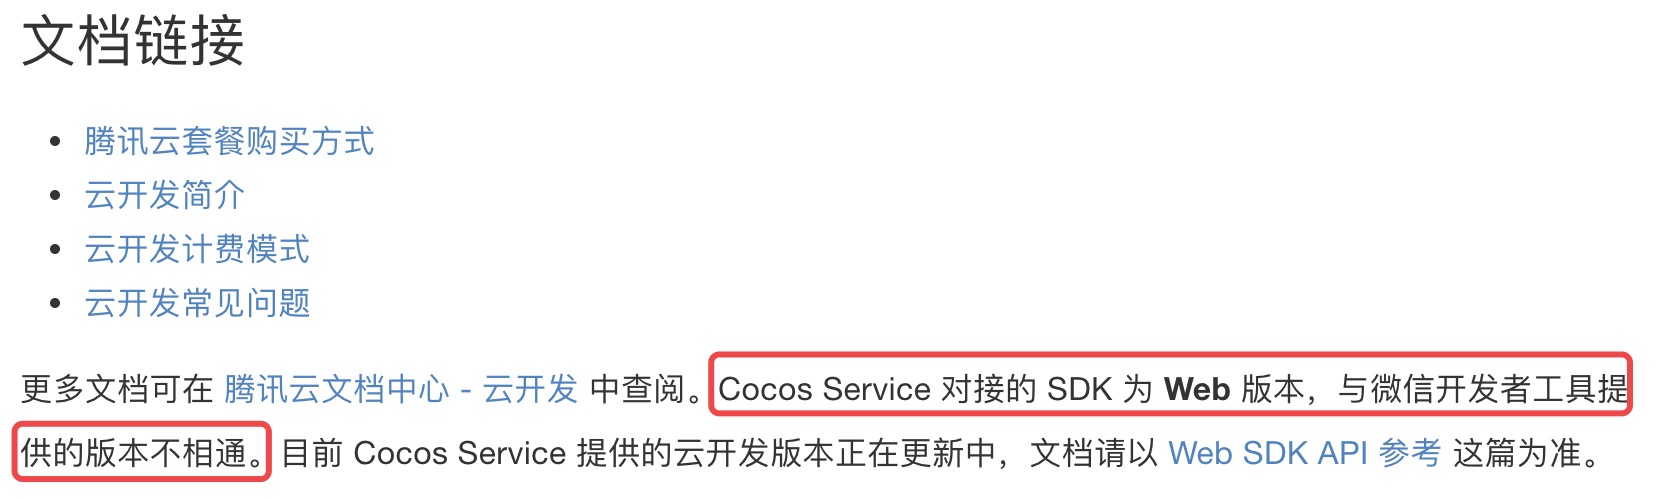 文档链接
腾讯云套餐购买方式
云开发简介
云开发计费模式
云开发常见问题
更多文档可在 腾讯云文档中心 - 云开发 中查阅。Cocos Service 对接的 SDK 为 Web 版本，与微信开发者工具提
供的版本不相通。目前 Cocos Service 提供的云开发版本正在更新中，文档请以 Web SDK API 参考 这篇为准。